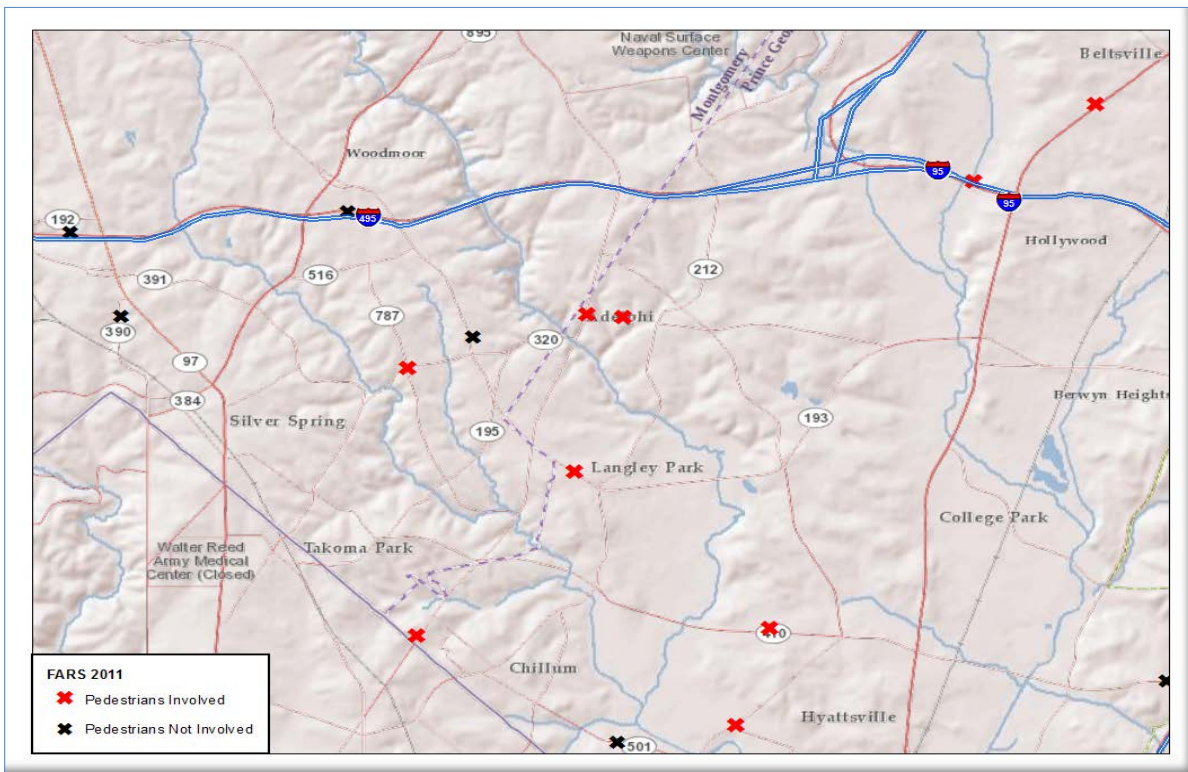 895
Naval Surface
Weapons Center
Montgomery
Prince Geo
Beltsville
Woodmoor
95
192
495
95
Hollywood
391
516
212
787
Adelphi
390
320
97
384
Berwyn Heights
Silver Spring
195
193
Langley Park
College Park
Walter Reed
Army Medical
Center (Closed)
Takoma Park
410
Chillum
FARS 2011
Pedestrians Involved
Pedestrians Not Involved
Hyattsville
501